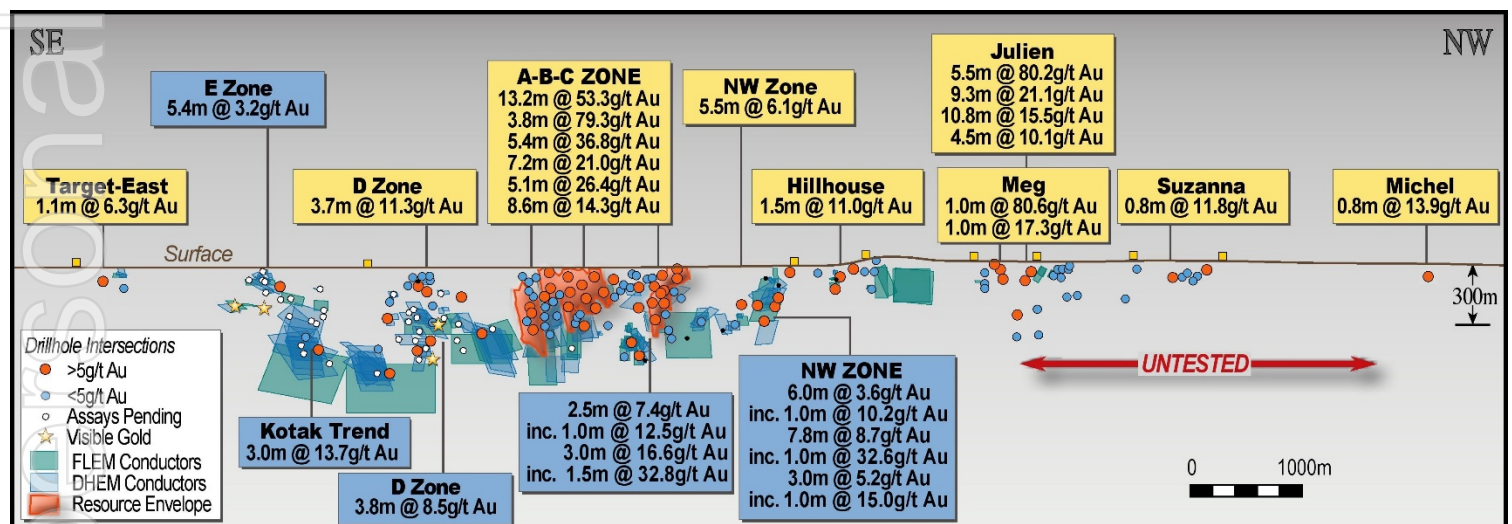 SE
NW
E Zone
5.4m @ 3.2g/t Au
A-B-C ZONE
13.2m @ 53.3g/t Au
3.8m @ 79.3g/t Au
5.4m @ 36.8g/t Au
7.2m @ 21.0g/t Au
5.1m @ 26.4g/t Au
8.6m @ 14.3g/t Au
NW Zone
5.5m @ 6.1g/t Au
Julien
5.5m @ 80.2g/t Au
9.3m @ 21.1g/t Au
10.8m @ 15.5g/t Au
4.5m @ 10.1g/t Au
Target-East
1.1m @ 6.3g/t Au
D Zone
3.7m @ 11.3g/t Au
Hillhouse
1.5m @ 11.0g/t Au
Meg
1.0m @ 80.6g/t Au
1.0m @ 17.3g/t Au
Suzanna
0.8m @ 11.8g/t Au
Michel
0.8m @ 13.9g/t Au
Surface
300m
UNTESTED
Drillhole Intersections
>5g/t Au
<5g/t Au
Assays Pending
Visible Gold
FLEM Conductors
DHEM Conductors
Resource Envelope
Kotak Trend
3.0m @ 13.7g/t Au
D Zone
3.8m @ 8.5g/t Au
2.5m @ 7.4g/t Au
inc. 1.0m @ 12.5g/t Au
3.0m @ 16.6g/t Au
inc. 1.5m @ 32.8g/t Au
NW ZONE
6.0m @ 3.6g/t Au
inc. 1.0m @ 10.2g/t Au
7.8m @ 8.7g/t Au
inc. 1.0m @ 32.6g/t Au
3.0m @ 5.2g/t Au
inc. 1.0m @ 15.0g/t Au
0 1000m
ersonal